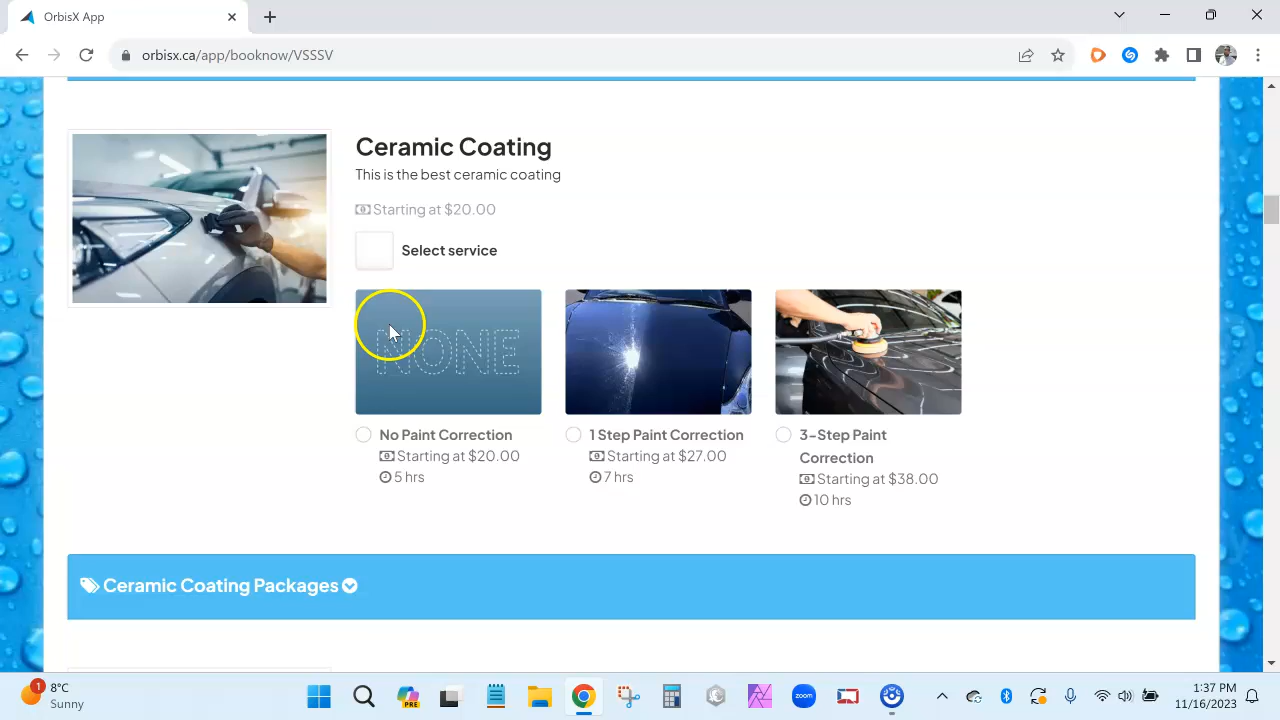 OrbisX App
orbisx.ca/app/booknow/VSSSV
Ceramic Coating
This is the best ceramic coating
Starting at $20.00
Select service
NONE
No Paint Correction
Starting at $20.00
5 hrs
1 Step Paint Correction
Starting at $27.00
7 hrs
3-Step Paint
Correction
Starting at $38.00
10 hrs
Ceramic Coating Packages
1
8°C
Sunny
PRE
zoom
1:37 PM
11/16/2023